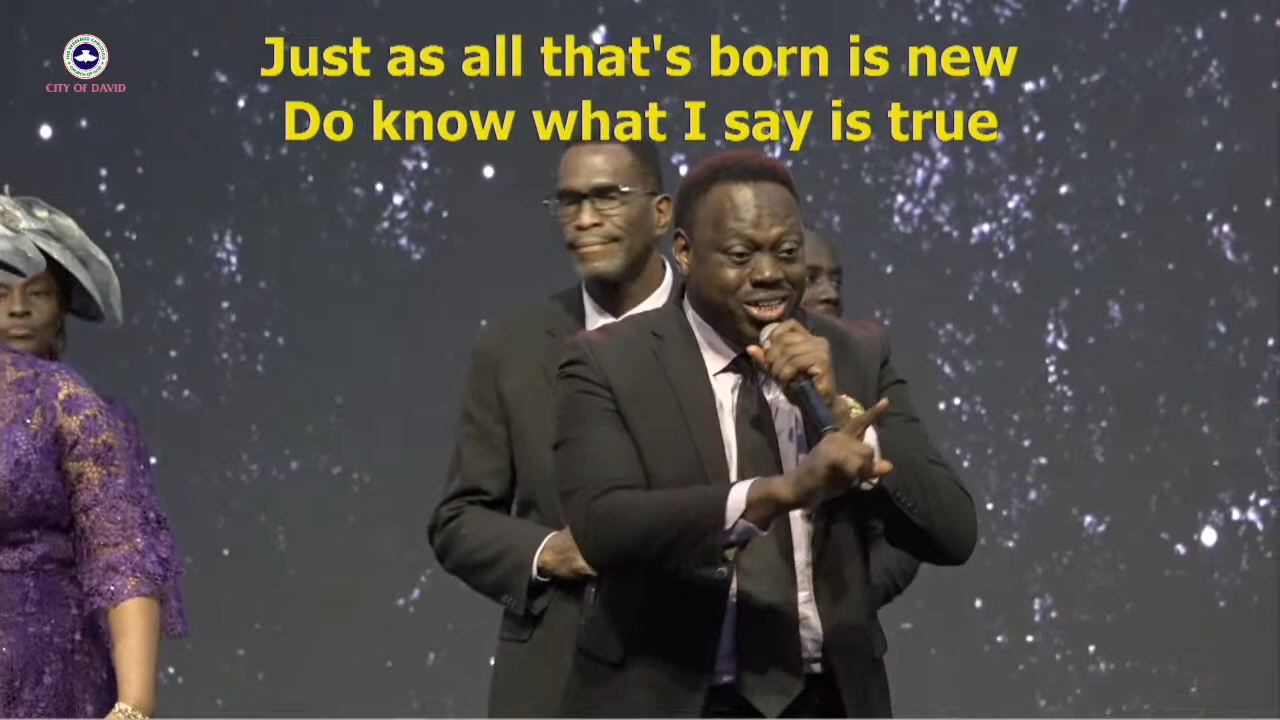 CITY OF DAVID
Just as all that's born is new
Do know what I say is true